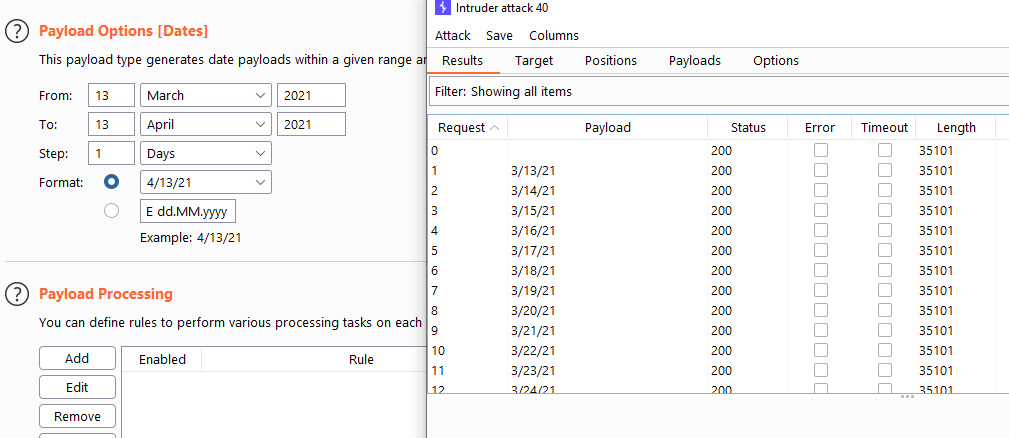 Payload Options [Dates]
This payload type generates date payloads within a given range
From: 13 March 2021
To: 13 April 2021
Step: 1 Days
Format: 4/13/21
E dd.MM.yyyy
Example: 4/13/21
Payload Processing
You can define rules to perform various processing tasks on each
Add Enabled Rule
Edit
Remove
Intruder attack 40
Attack Save Columns
Results Target Positions Payloads Options
Filter: Showing all items
Request Payload Status Error Timeout Length
0 200 35101
1 3/13/21 200 35101
2 3/14/21 200 35101
3 3/15/21 200 35101
4 3/16/21 200 35101
5 3/17/21 200 35101
6 3/18/21 200 35101
7 3/19/21 200 35101
8 3/20/21 200 35101
9 3/21/21 200 35101
10 3/22/21 200 35101
11 3/23/21 200 35101
12 3/24/21 200 35101